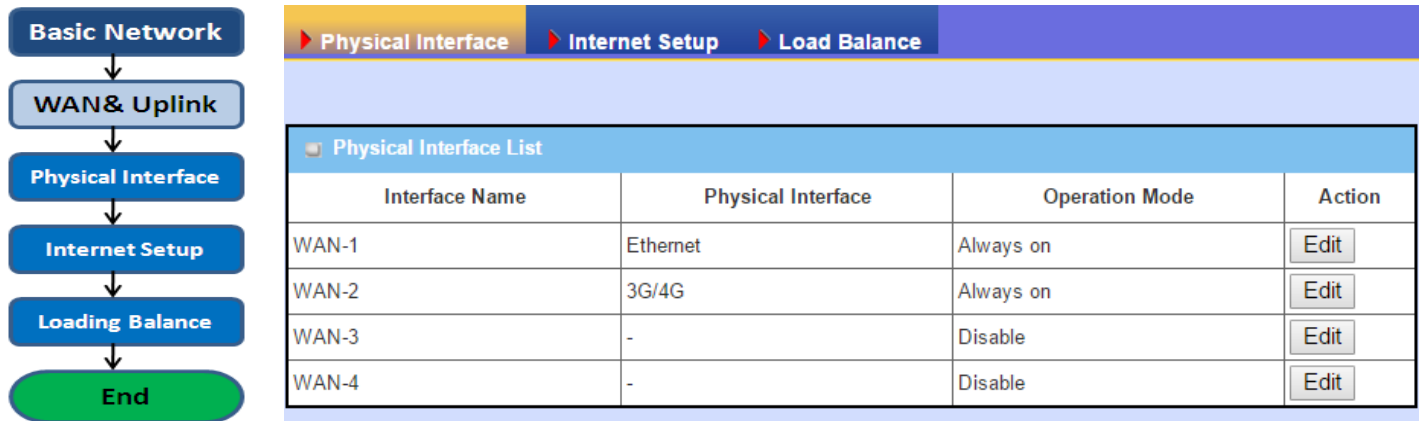 Basic Network
WAN& Uplink
Physical Interface
Internet Setup
Loading Balance
End
Physical Interface Internet Setup Load Balance
Physical Interface List
Interface Name Physical Interface Operation Mode Action
WAN-1 Ethernet Always on Edit
WAN-2 3G/4G Always on Edit
WAN-3 - Disable Edit
WAN-4 - Disable Edit